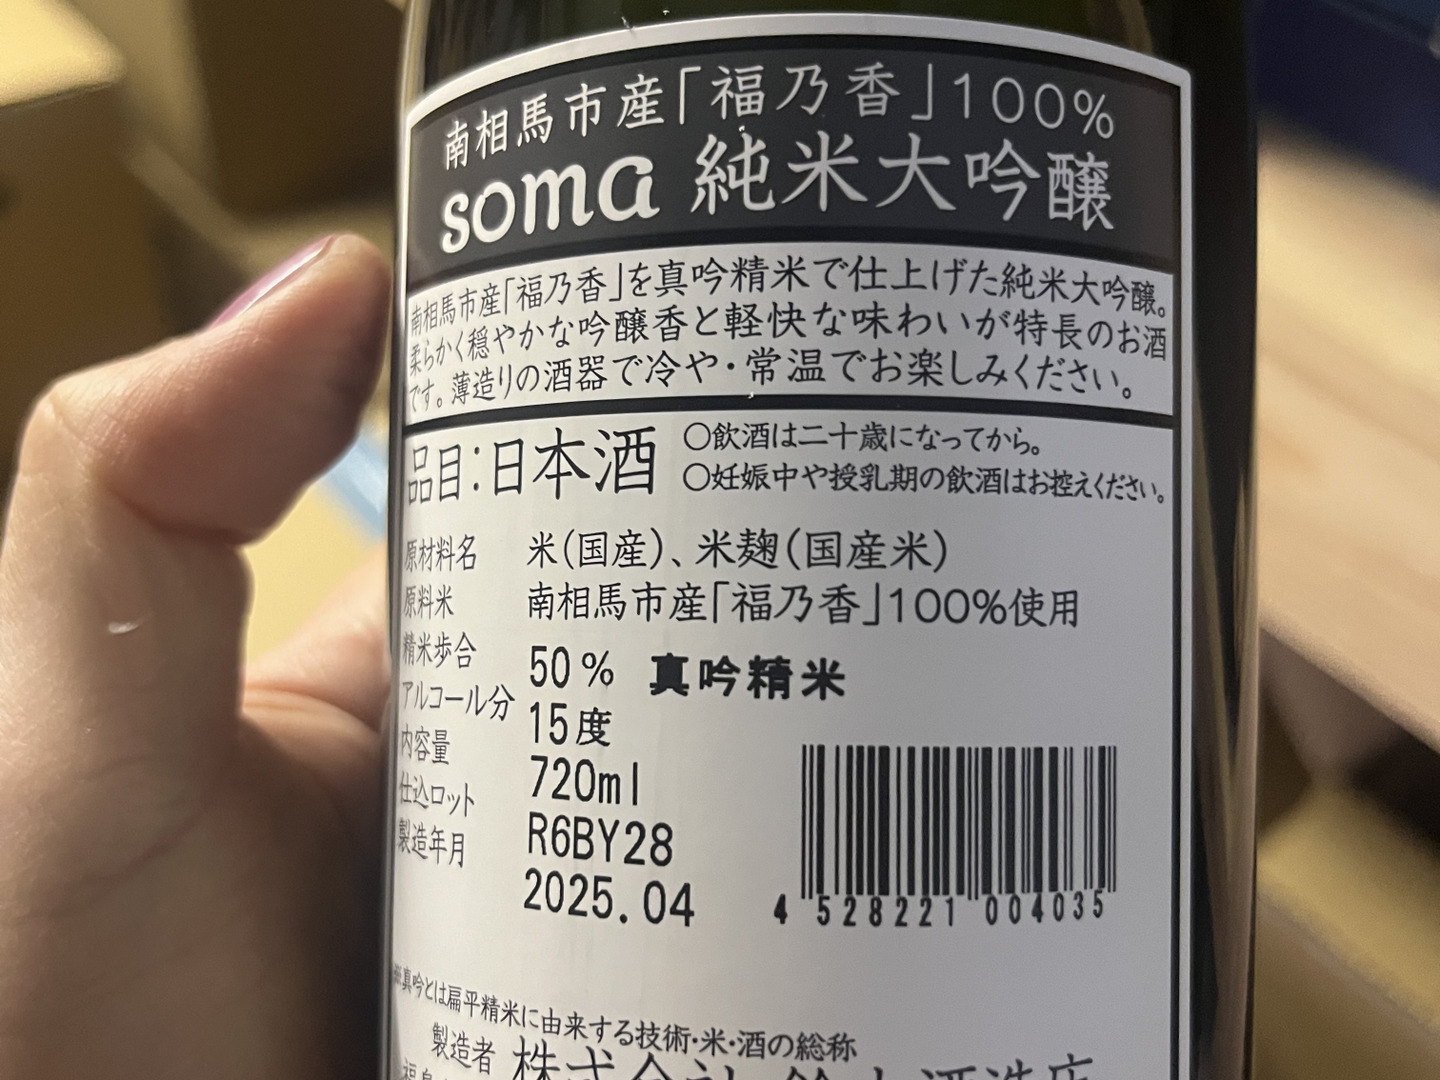 南相馬市産「福乃香」100%
soma 純米大吟醸
南相馬市産「福乃香」を真吟精米で仕上げた純米大吟醸。
柔らかく穏やかな吟醸香と軽快な味わいが特長のお酒
です。薄造りの酒器で冷や・常温でお楽しみください。
品目:日本酒
○飲酒は二十歳になってから。
○妊娠中や授乳期の飲酒はお控えください。
原材料名 米(国産)、米麹(国産米)
原料米 南相馬市産「福乃香」100%使用
精米歩合 50% 真吟精米
アルコール分 15度
内容量 720ml
仕込ロット R6BY28
製造年月 2025.04
4 528221 004035
※真吟とは扁平精米に由来する技術・米・酒の総称
製造者 株式会社 鈴木酒造店